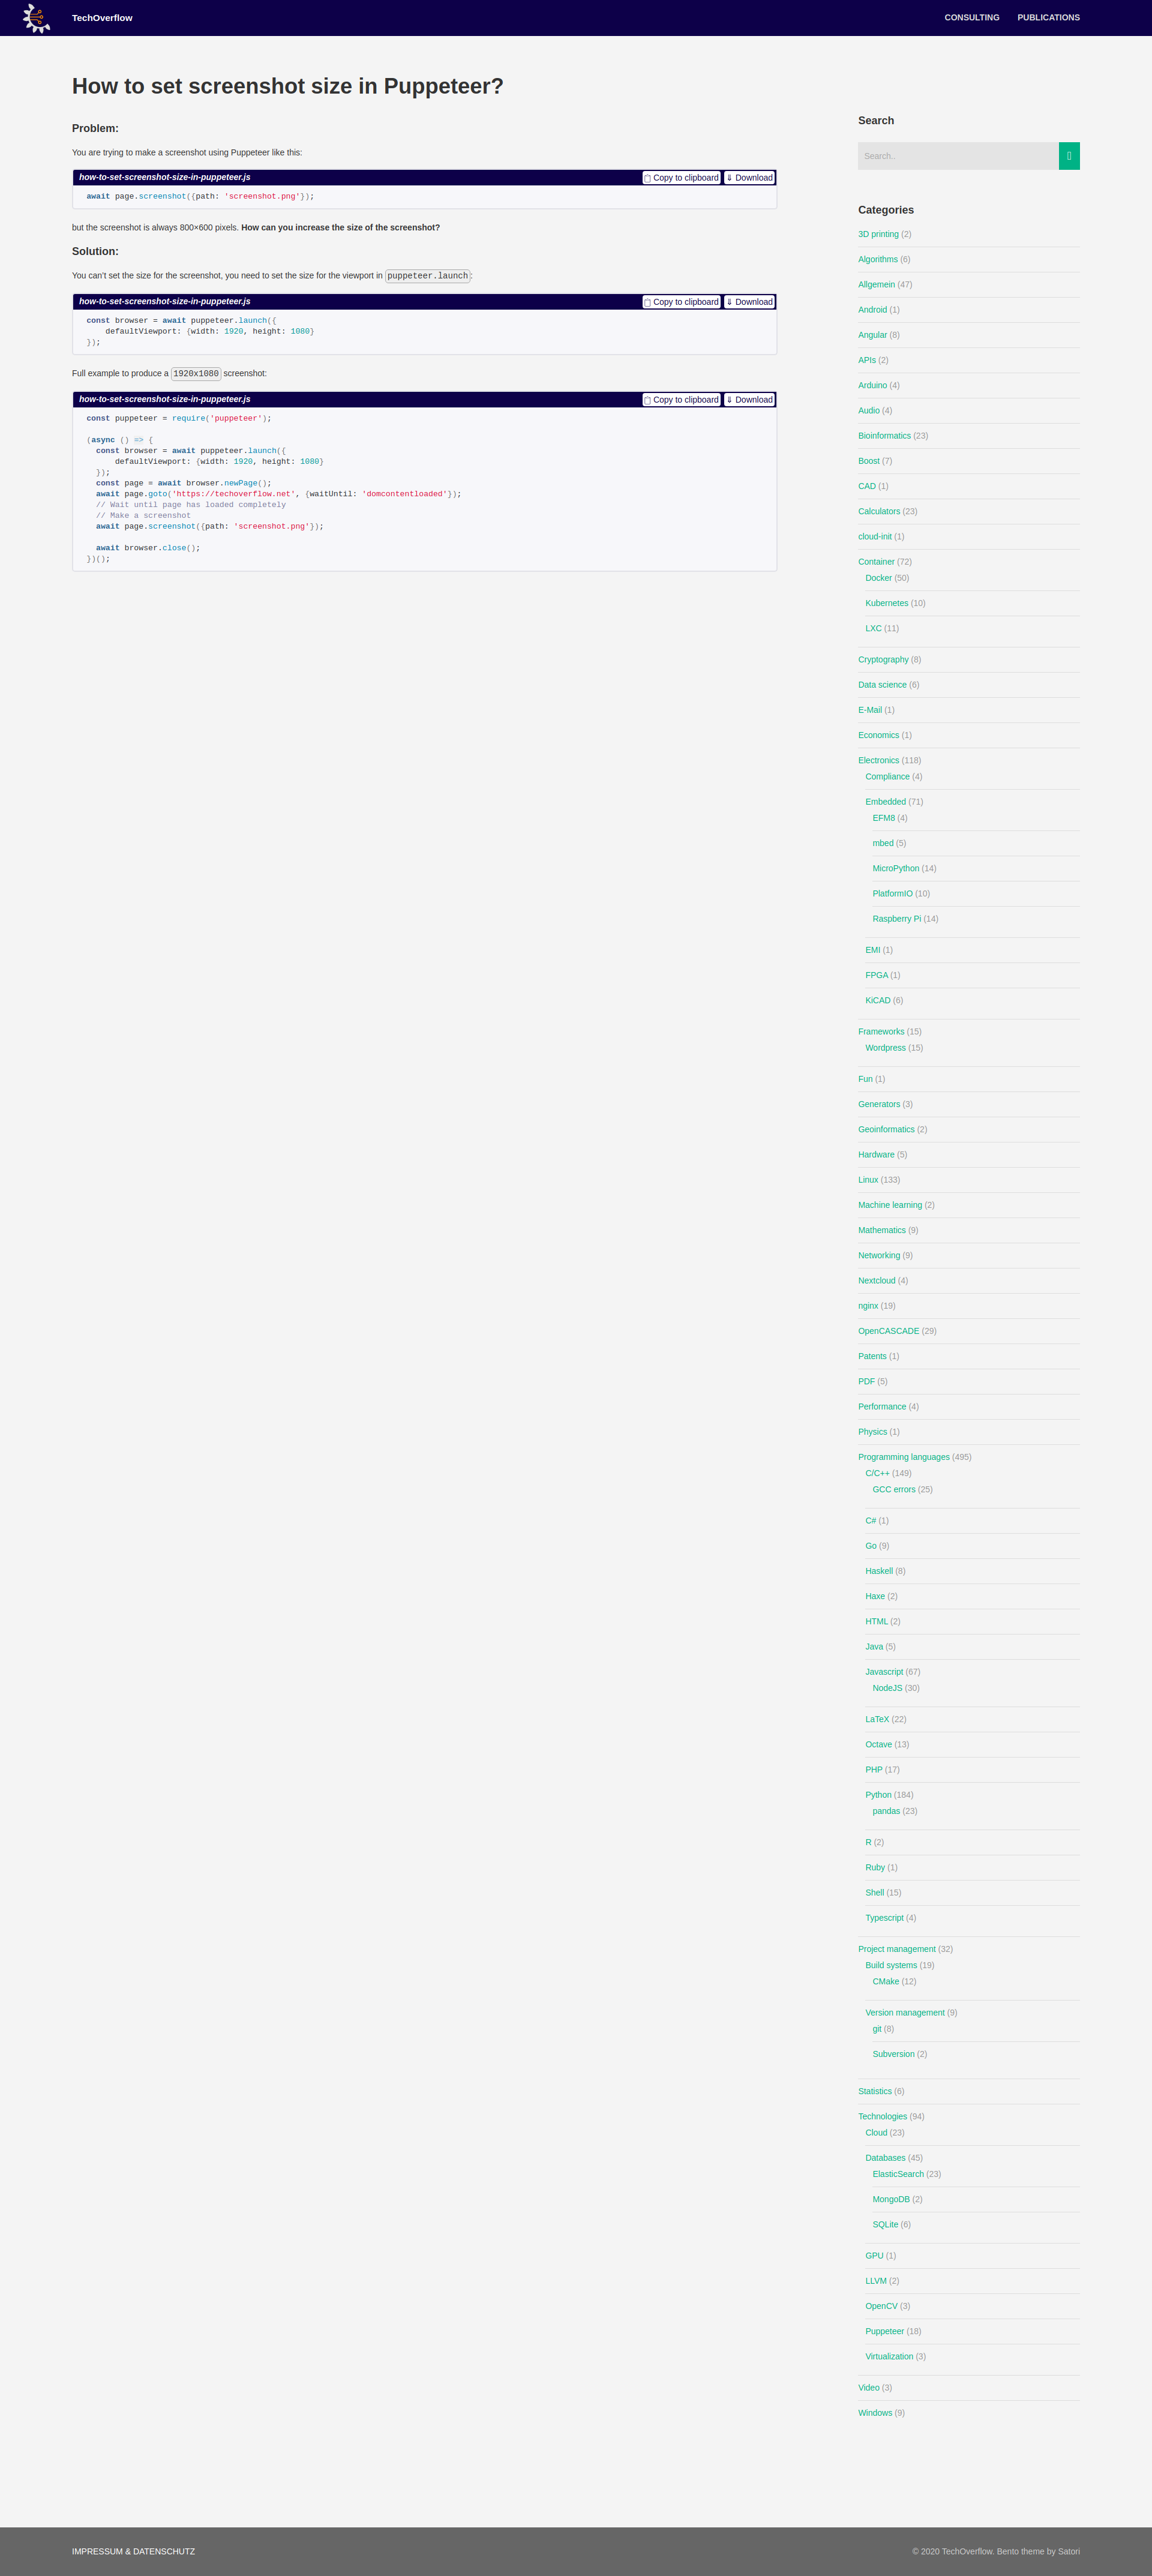 TechOverflow
CONSULTING
PUBLICATIONS
How to set screenshot size in Puppeteer?
Problem:
You are trying to make a screenshot using Puppeteer like this:
how-to-set-screenshot-size-in-puppeteer.js
Copy to clipboard
⇓ Download
await page.screenshot({path: 'screenshot.png'});
but the screenshot is always 800×600 pixels. How can you increase the size of the screenshot?
Solution:
You can't set the size for the screenshot, you need to set the size for the viewport in puppeteer.launch:
how-to-set-screenshot-size-in-puppeteer.js
Copy to clipboard
⇓ Download
const browser = await puppeteer.launch({
    defaultViewport: {width: 1920, height: 1080}
});
Full example to produce a 1920x1080 screenshot:
how-to-set-screenshot-size-in-puppeteer.js
Copy to clipboard
⇓ Download
const puppeteer = require('puppeteer');
(async () => {
  const browser = await puppeteer.launch({
      defaultViewport: {width: 1920, height: 1080}
  });
  const page = await browser.newPage();
  await page.goto('https://techoverflow.net', {waitUntil: 'domcontentloaded'});
  // Wait until page has loaded completely
  // Make a screenshot
  await page.screenshot({path: 'screenshot.png'});
  await browser.close();
})();
Search
Search..
Categories
3D printing (2)
Algorithms (6)
Allgemein (47)
Android (1)
Angular (8)
APIs (2)
Arduino (4)
Audio (4)
Bioinformatics (23)
Boost (7)
CAD (1)
Calculators (23)
cloud-init (1)
Container (72)
Docker (50)
Kubernetes (10)
LXC (11)
Cryptography (8)
Data science (6)
E-Mail (1)
Economics (1)
Electronics (118)
Compliance (4)
Embedded (71)
EFM8 (4)
mbed (5)
MicroPython (14)
PlatformIO (10)
Raspberry Pi (14)
EMI (1)
FPGA (1)
KiCAD (6)
Frameworks (15)
Wordpress (15)
Fun (1)
Generators (3)
Geoinformatics (2)
Hardware (5)
Linux (133)
Machine learning (2)
Mathematics (9)
Networking (9)
Nextcloud (4)
nginx (19)
OpenCASCADE (29)
Patents (1)
PDF (5)
Performance (4)
Physics (1)
Programming languages (495)
C/C++ (149)
GCC errors (25)
C# (1)
Go (9)
Haskell (8)
Haxe (2)
HTML (2)
Java (5)
Javascript (67)
NodeJS (30)
LaTeX (22)
Octave (13)
PHP (17)
Python (184)
pandas (23)
R (2)
Ruby (1)
Shell (15)
Typescript (4)
Project management (32)
Build systems (19)
CMake (12)
Version management (9)
git (8)
Subversion (2)
Statistics (6)
Technologies (94)
Cloud (23)
Databases (45)
ElasticSearch (23)
MongoDB (2)
SQLite (6)
GPU (1)
LLVM (2)
OpenCV (3)
Puppeteer (18)
Virtualization (3)
Video (3)
Windows (9)
IMPRESSUM & DATENSCHUTZ
© 2020 TechOverflow. Bento theme by Satori